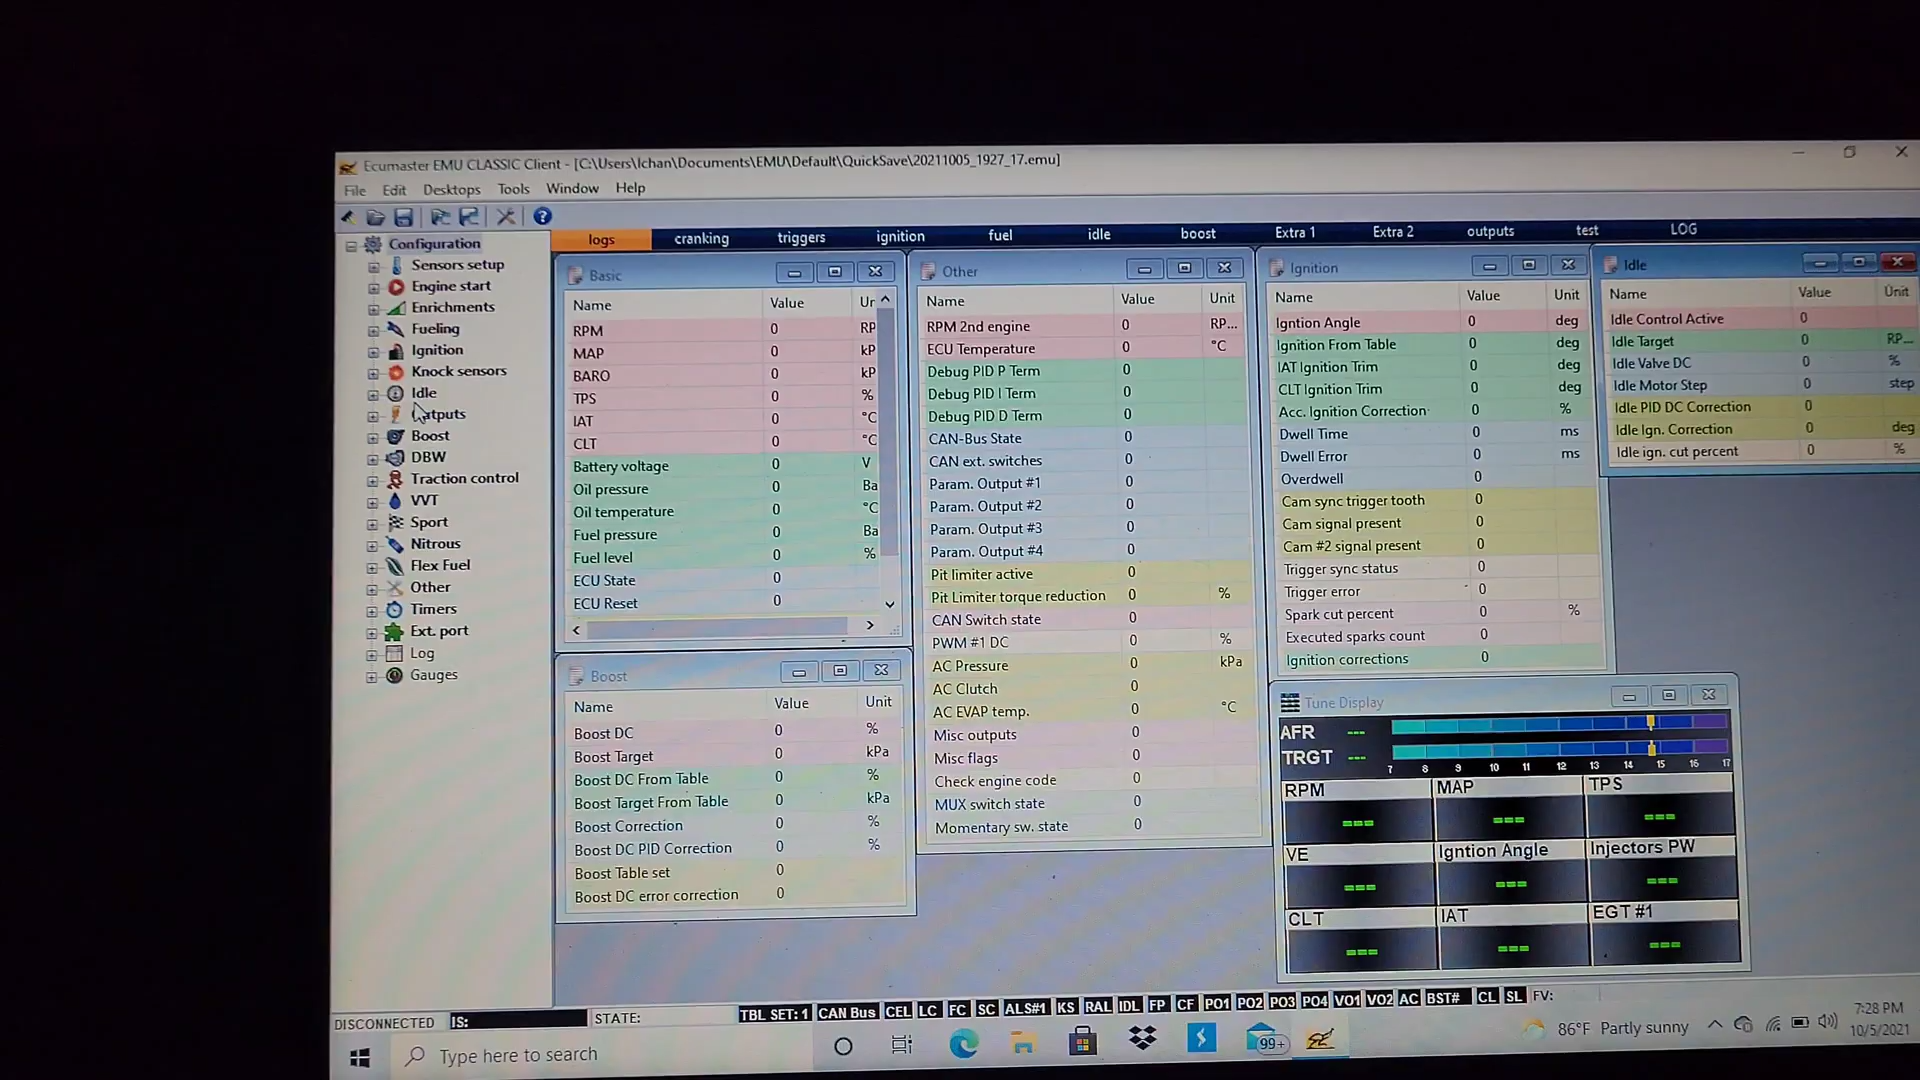 Ecumaster EMU CLASSIC Client - [C:\Users\lchan\Documents\EMU\Default\QuickSave\20211005_1927_17.emu]
File Edit Desktops Tools Window Help
logs cranking triggers ignition fuel idle boost Extra 1 Extra 2 outputs test LOG
Configuration
Sensors setup
Engine start
Enrichments
Fueling
Ignition
Knock sensors
Idle
Outputs
Boost
DBW
Traction control
VVT
Sport
Nitrous
Flex Fuel
Other
Timers
Ext. port
Log
Gauges
Basic
Name Value Ur
RPM 0 RP
MAP 0 kP
BARO 0 kP
TPS 0 %
IAT 0 °C
CLT 0 °C
Battery voltage 0 V
Oil pressure 0 Ba
Oil temperature 0 °C
Fuel pressure 0 Ba
Fuel level 0 %
ECU State 0
ECU Reset 0
Boost
Name Value Unit
Boost DC 0 %
Boost Target 0 kPa
Boost DC From Table 0 %
Boost Target From Table 0 kPa
Boost Correction 0 %
Boost DC PID Correction 0 %
Boost Table set 0
Boost DC error correction 0
Other
Name Value Unit
RPM 2nd engine 0 RP...
ECU Temperature 0 °C
Debug PID P Term 0
Debug PID I Term 0
Debug PID D Term 0
CAN-Bus State 0
CAN ext. switches 0
Param. Output #1 0
Param. Output #2 0
Param. Output #3 0
Param. Output #4 0
Pit limiter active 0
Pit Limiter torque reduction 0 %
CAN Switch state 0
PWM #1 DC 0 %
AC Pressure 0 kPa
AC Clutch 0
AC EVAP temp. 0 °C
Misc outputs 0
Misc flags 0
Check engine code 0
MUX switch state 0
Momentary sw. state 0
Ignition
Name Value Unit
Igntion Angle 0 deg
Ignition From Table 0 deg
IAT Ignition Trim 0 deg
CLT Ignition Trim 0 deg
Acc. Ignition Correction 0 %
Dwell Time 0 ms
Dwell Error 0 ms
Overdwell 0
Cam sync trigger tooth 0
Cam signal present 0
Cam #2 signal present 0
Trigger sync status 0
Trigger error 0
Spark cut percent 0 %
Executed sparks count 0
Ignition corrections 0
Idle
Name Value Unit
Idle Control Active 0
Idle Target 0 RP...
Idle Valve DC 0 %
Idle Motor Step 0 step
Idle PID DC Correction 0
Idle Ign. Correction 0 deg
Idle ign. cut percent 0 %
Tune Display
AFR ---
TRGT ---
7 8 9 10 11 12 13 14 15 16 17
RPM MAP TPS
--- --- ---
VE Igntion Angle Injectors PW
--- --- ---
CLT IAT EGT #1
--- --- ---
DISCONNECTED IS: STATE: TBL SET: 1 CAN Bus CEL LC FC SC ALS#1 KS RAL IDL FP CF PO1 PO2 PO3 PO4 VO1 VO2 AC BST# CL SL FV:
Type here to search
99+
86°F Partly sunny
7:28 PM
10/5/2021